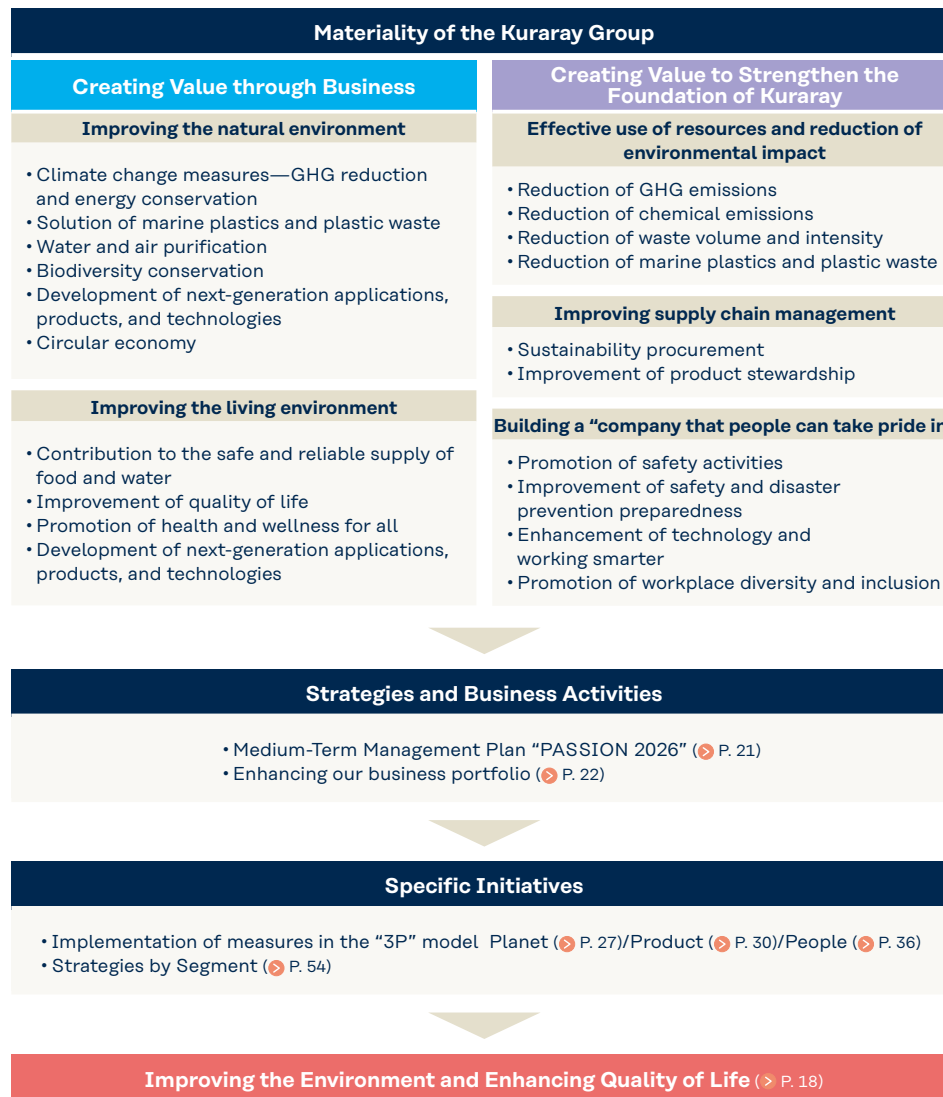 Materiality of the Kuraray Group
Creating Value through Business
Improving the natural environment
• Climate change measures—GHG reduction
and energy conservation
• Solution of marine plastics and plastic waste
• Water and air purification
• Biodiversity conservation
• Development of next-generation applications,
products, and technologies
• Circular economy
Improving the living environment
• Contribution to the safe and reliable supply of
food and water
• Improvement of quality of life
• Promotion of health and wellness for all
• Development of next-generation applications,
products, and technologies
Creating Value to Strengthen the
Foundation of Kuraray
Effective use of resources and reduction of
environmental impact
• Reduction of GHG emissions
• Reduction of chemical emissions
• Reduction of waste volume and intensity
• Reduction of marine plastics and plastic waste
Improving supply chain management
• Sustainability procurement
• Improvement of product stewardship
Building a “company that people can take pride in
• Promotion of safety activities
• Improvement of safety and disaster
prevention preparedness
• Enhancement of technology and
working smarter
• Promotion of workplace diversity and inclusion
Strategies and Business Activities
• Medium-Term Management Plan “PASSION 2026” (P. 21)
• Enhancing our business portfolio (P. 22)
Specific Initiatives
• Implementation of measures in the “3P” model Planet (P. 27)/Product (P. 30)/People (P. 36)
• Strategies by Segment (P. 54)
Improving the Environment and Enhancing Quality of Life (P. 18)